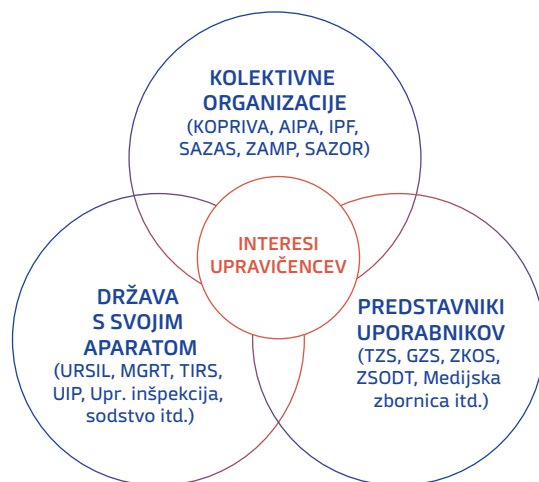 KOLEKTIVNE
ORGANIZACIJE
(KOPRIVA, AIPA, IPF,
SAZAS, ZAMP, SAZOR)
INTERESI
UPRAVIČENCEV
DRŽAVA
S SVOJIM
APARATOM
(URSIL, MGRT, TIRS,
UIP, Upr. inšpekcija,
sodstvo itd.)
PREDSTAVNIKI
UPORABNIKOV
(TZS, GZS, ZKOS,
ZSODT, Medijska
zbornica itd.)